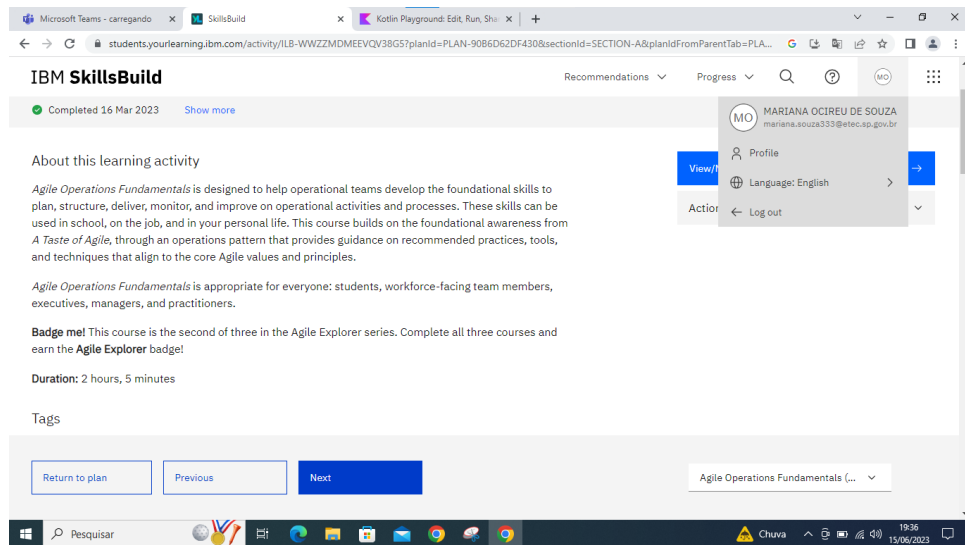 Microsoft Teams - carregando
SkillsBuild
Kotlin Playground: Edit, Run, Sha
students.yourlearning.ibm.com/activity/ILB-WWZZMDMEEVQV38G5?planId=PLAN-90B6D62DF430&sectionId=SECTION-A&planIdFromParentTab=PLA...
IBM SkillsBuild
Recommendations
Progress
MO
Completed 16 Mar 2023
Show more
MO
MARIANA OCIREU DE SOUZA
mariana.souza333@etec.sp.gov.br
Profile
Language: English
Log out
About this learning activity
View/
Action
Agile Operations Fundamentals is designed to help operational teams develop the foundational skills to
plan, structure, deliver, monitor, and improve on operational activities and processes. These skills can be
used in school, on the job, and in your personal life. This course builds on the foundational awareness from
A Taste of Agile, through an operations pattern that provides guidance on recommended practices, tools,
and techniques that align to the core Agile values and principles.
Agile Operations Fundamentals is appropriate for everyone: students, workforce-facing team members,
executives, managers, and practitioners.
Badge me! This course is the second of three in the Agile Explorer series. Complete all three courses and
earn the Agile Explorer badge!
Duration: 2 hours, 5 minutes
Tags
Return to plan
Previous
Next
Agile Operations Fundamentals (...
Pesquisar
Chuva
19:36
15/06/2023